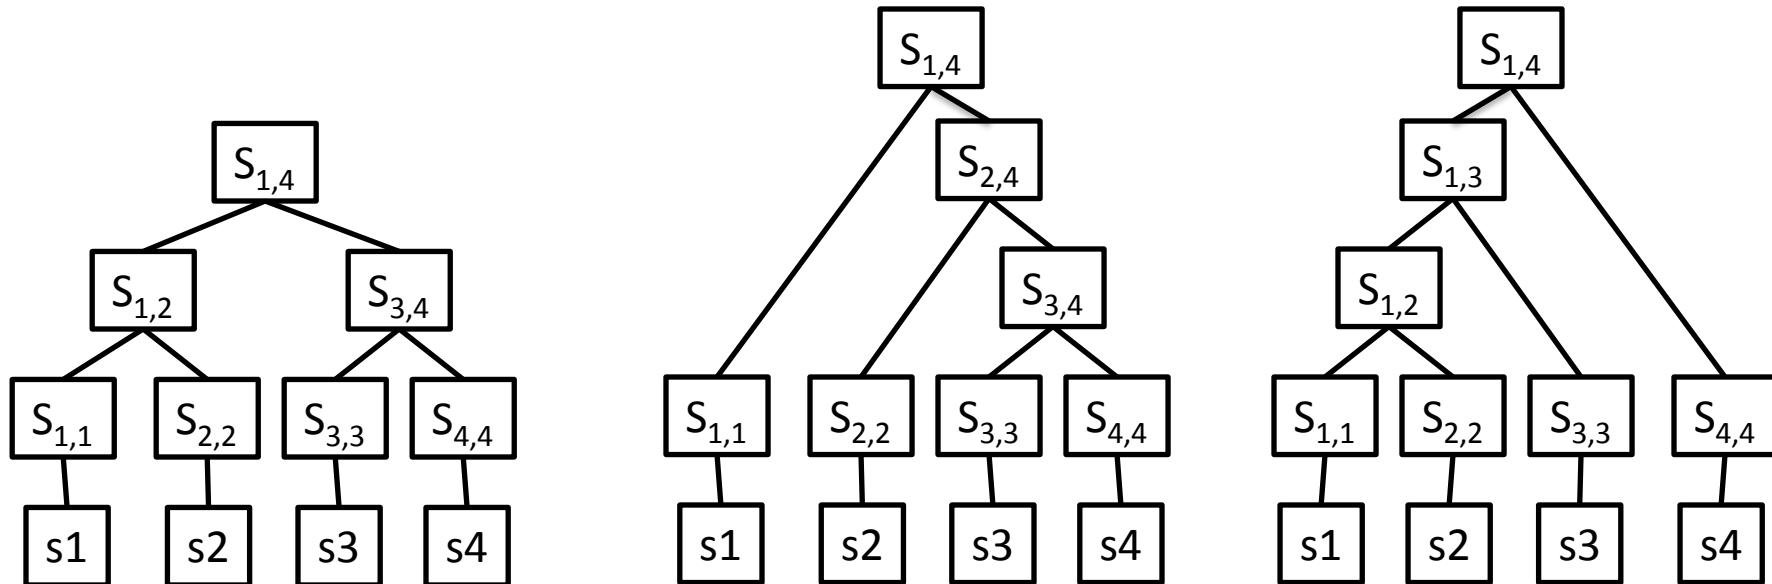 S1,4
S1,2 S3,4
S1,1 S2,2 S3,3 S4,4
s1 s2 s3 s4
S1,4
S2,4
S3,4
S1,1 S2,2 S3,3 S4,4
s1 s2 s3 s4
S1,4
S1,3
S1,2
S1,1 S2,2 S3,3 S4,4
s1 s2 s3 s4